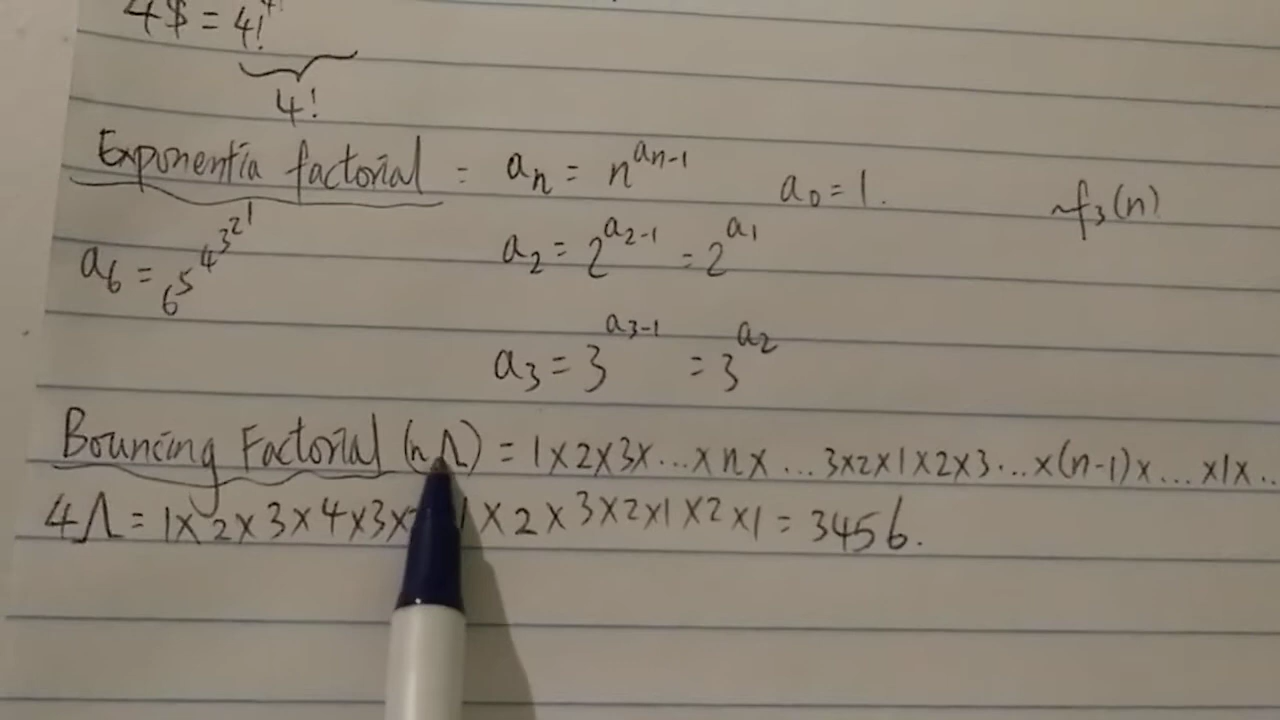 4$ = 4!^4!
4!
Exponentia factorial = aₙ = n^aₙ₋₁ a₀ = 1. ~f₃(n)
a₂ = 2^a₂₋₁ = 2^a₁
a₆ = 6^5^4^3^2^1
a₃ = 3^a₃₋₁ = 3^a₂
Bouncing Factorial (nΛ) = 1×2×3×...×n×...3×2×1×2×3...×(n-1)×...×1×..
4Λ = 1×2×3×4×3× 1×2×3×2×1×2×1 = 3456.